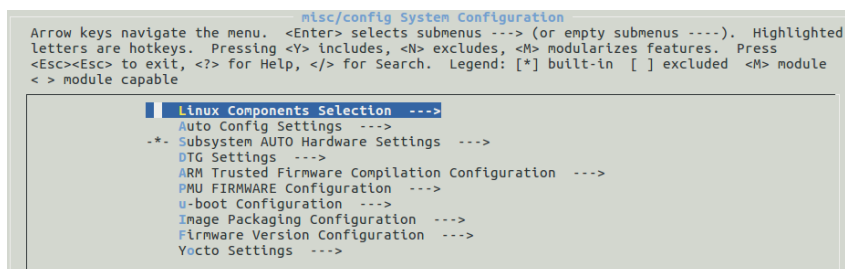 misc/config System Configuration
Arrow keys navigate the menu.  <Enter> selects submenus ---> (or empty submenus ----).  Highlighted
letters are hotkeys.  Pressing <Y> includes, <N> excludes, <M> modularizes features.  Press
<Esc><Esc> to exit, <?> for Help, </> for Search.  Legend: [*] built-in  [ ] excluded  <M> module
< > module capable
Linux Components Selection  --->
Auto Config Settings  --->
-*- Subsystem AUTO Hardware Settings  --->
DTG Settings  --->
ARM Trusted Firmware Compilation Configuration  --->
PMU FIRMWARE Configuration  --->
u-boot Configuration  --->
Image Packaging Configuration  --->
Firmware Version Configuration  --->
Yocto Settings  --->